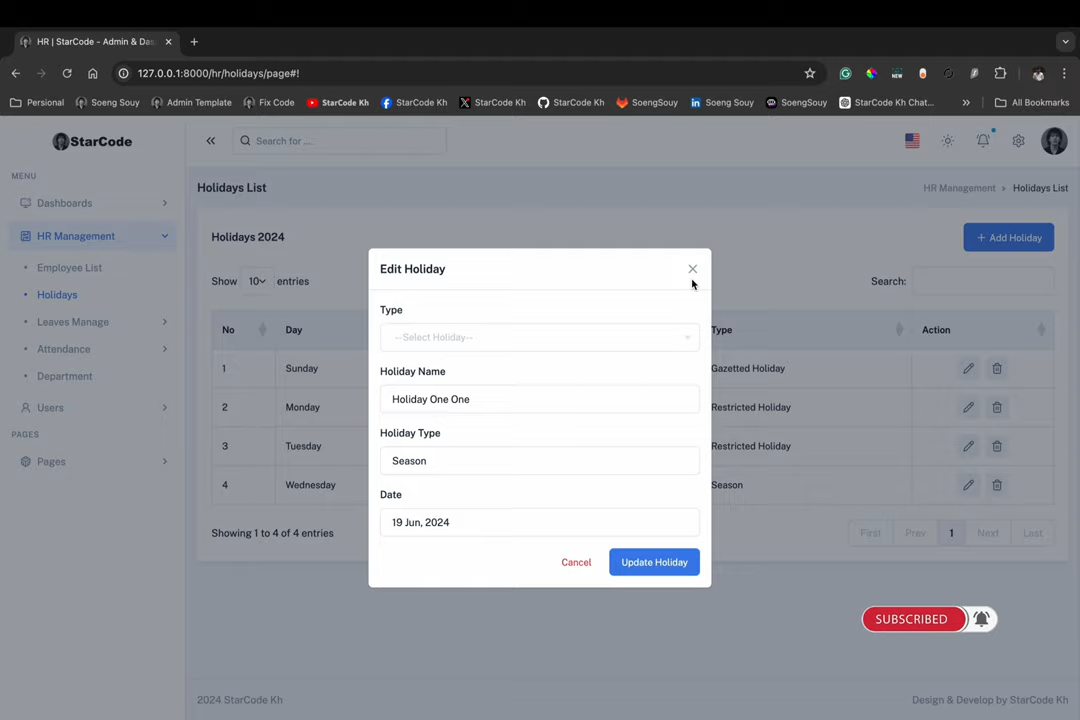 HR | StarCode - Admin & Das
127.0.0.1:8000/hr/holidays/page#!
NEW
Persional
Soeng Souy
Admin Template
Fix Code
StarCode Kh
StarCode Kh
StarCode Kh
StarCode Kh
SoengSouy
Soeng Souy
SoengSouy
StarCode Kh Chat...
»
All Bookmarks
StarCode
Search for ...
MENU
Dashboards
HR Management
Employee List
Holidays
Leaves Manage
Attendance
Department
Users
PAGES
Pages
Holidays List
HR Management
Holidays List
Holidays 2024
+ Add Holiday
Show 10 entries
Search:
No
Day
Type
Action
1
Sunday
Gazetted Holiday
2
Monday
Restricted Holiday
3
Tuesday
Restricted Holiday
4
Wednesday
Season
Showing 1 to 4 of 4 entries
First
Prev
1
Next
Last
Edit Holiday
Type
--Select Holiday--
Holiday Name
Holiday One One
Holiday Type
Season
Date
19 Jun, 2024
Cancel
Update Holiday
SUBSCRIBED
2024 StarCode Kh
Design & Develop by StarCode Kh